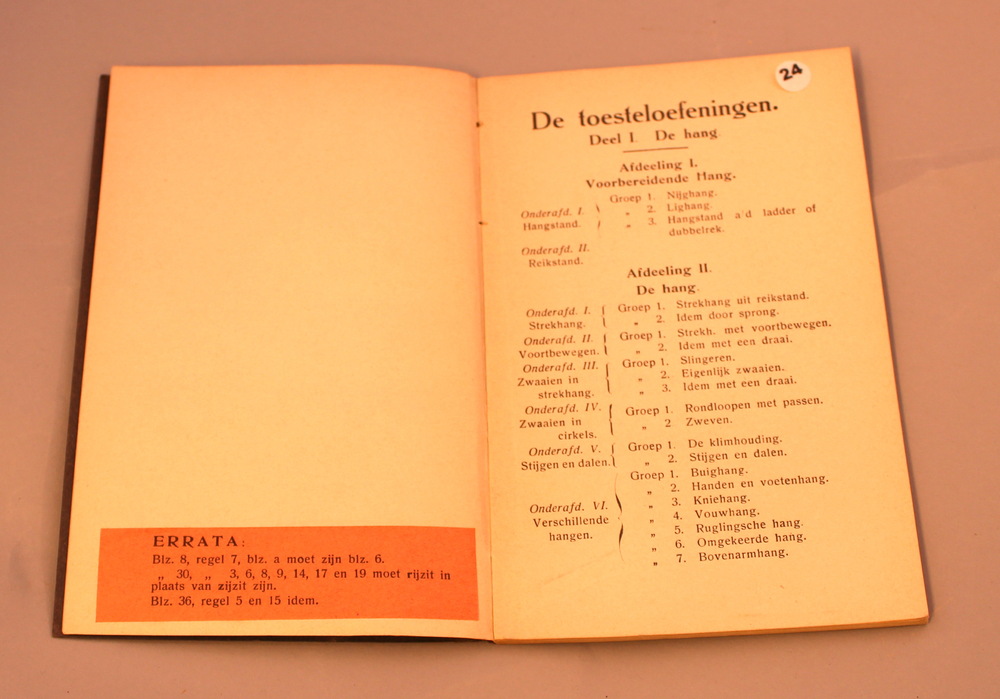 ERRATA:
Blz. 8, regel 7, blz. a moet zijn blz. 6.
„ 30, „ 3, 6, 8, 9, 14, 17 en 19 moet rijzit in
plaats van zijzit zijn.
Blz. 36, regel 5 en 15 idem.
24
De toesteloefeningen.
Deel I. De hang
Afdeeling I.
Voorbereidende Hang.
Groep 1. Nijghang.
Onderafd. I. „ 2. Lighang.
Hangstand. „ 3. Hangstand a/d ladder of
dubbelrek.
Onderafd. II.
Reikstand.
Afdeeling II.
De hang.
Onderafd. I. Groep 1. Strekhang uit reikstand.
Strekhang. „ 2. Idem door sprong.
Onderafd. II. Groep 1. Strekh. met voortbewegen.
Voortbewegen. „ 2. Idem met een draai.
Onderafd. III. Groep 1. Slingeren.
Zwaaien in „ 2. Eigenlijk zwaaien.
strekhang. „ 3. Idem met een draai.
Onderafd. IV. Groep 1. Rondloopen met passen.
Zwaaien in „ 2 Zweven.
cirkels.
Onderafd. V. Groep 1. De klimhouding.
Stijgen en dalen. „ 2. Stijgen en dalen.
Groep 1. Buighang.
„ 2. Handen en voetenhang.
Onderafd. VI. „ 3. Kniehang.
Verschillende „ 4. Vouwhang.
hangen. „ 5. Ruglingsche hang.
„ 6. Omgekeerde hang.
„ 7. Bovenarmhang.